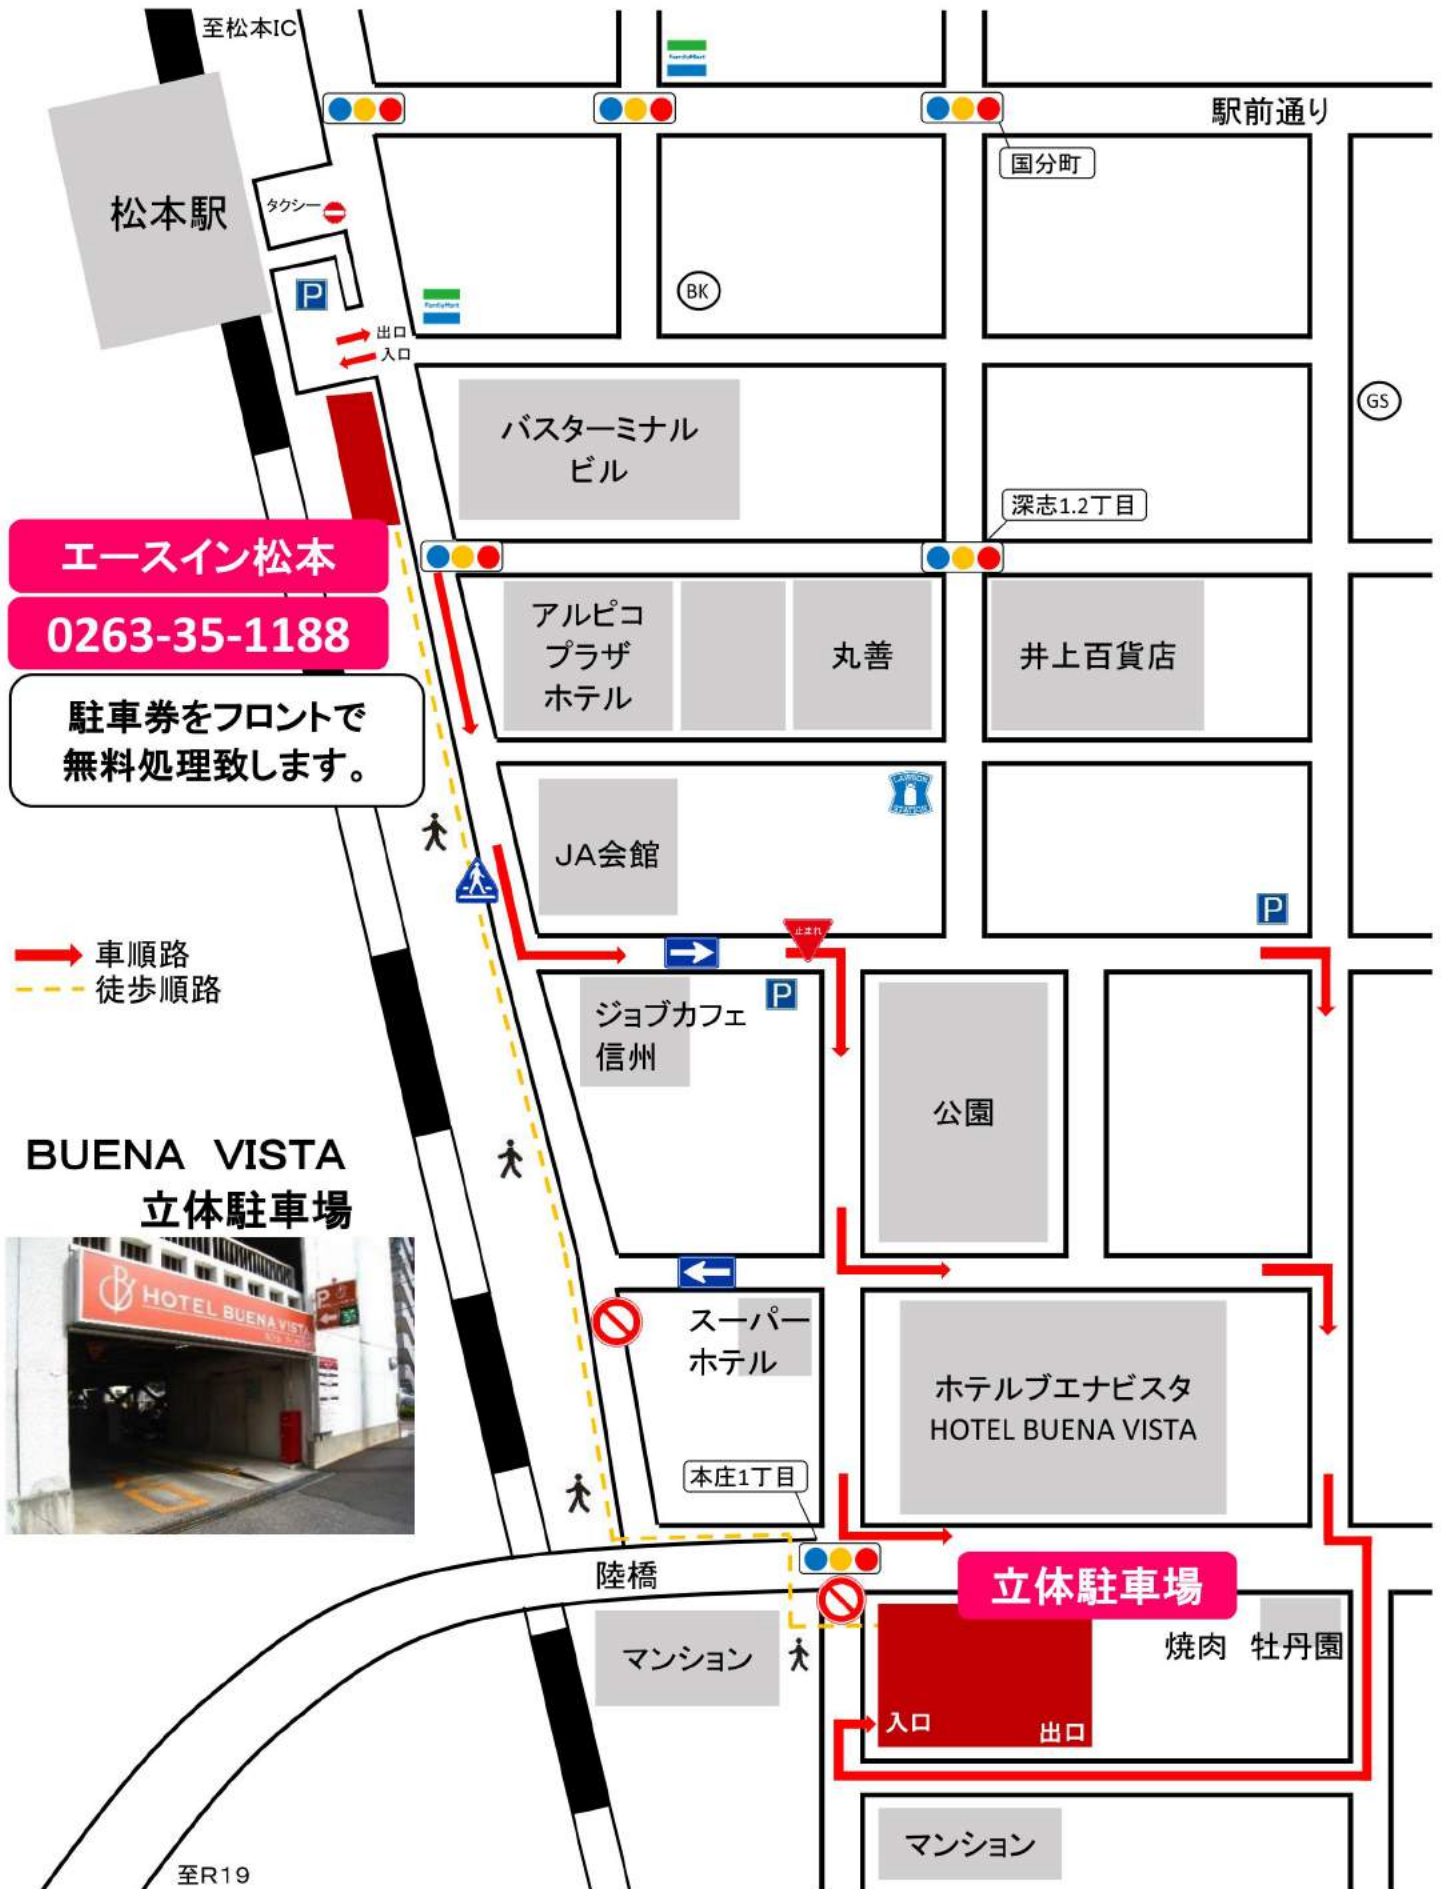 至松本IC
FamilyMart
駅前通り
国分町
松本駅
タクシー
P
BK
FamilyMart
出口
入口
GS
バスターミナル
ビル
深志1.2丁目
エースイン松本
0263-35-1188
駐車券をフロントで
無料処理致します。
アルピコ
プラザ
ホテル
丸善
井上百貨店
LAWSON
STATION
JA会館
P
止まれ
車順路
徒歩順路
P
ジョブカフェ
信州
公園
BUENA VISTA
立体駐車場
HOTEL BUENA VISTA
P
スーパー
ホテル
ホテルブエナビスタ
HOTEL BUENA VISTA
本庄1丁目
陸橋
立体駐車場
マンション
焼肉 牡丹園
入口
出口
マンション
至R19